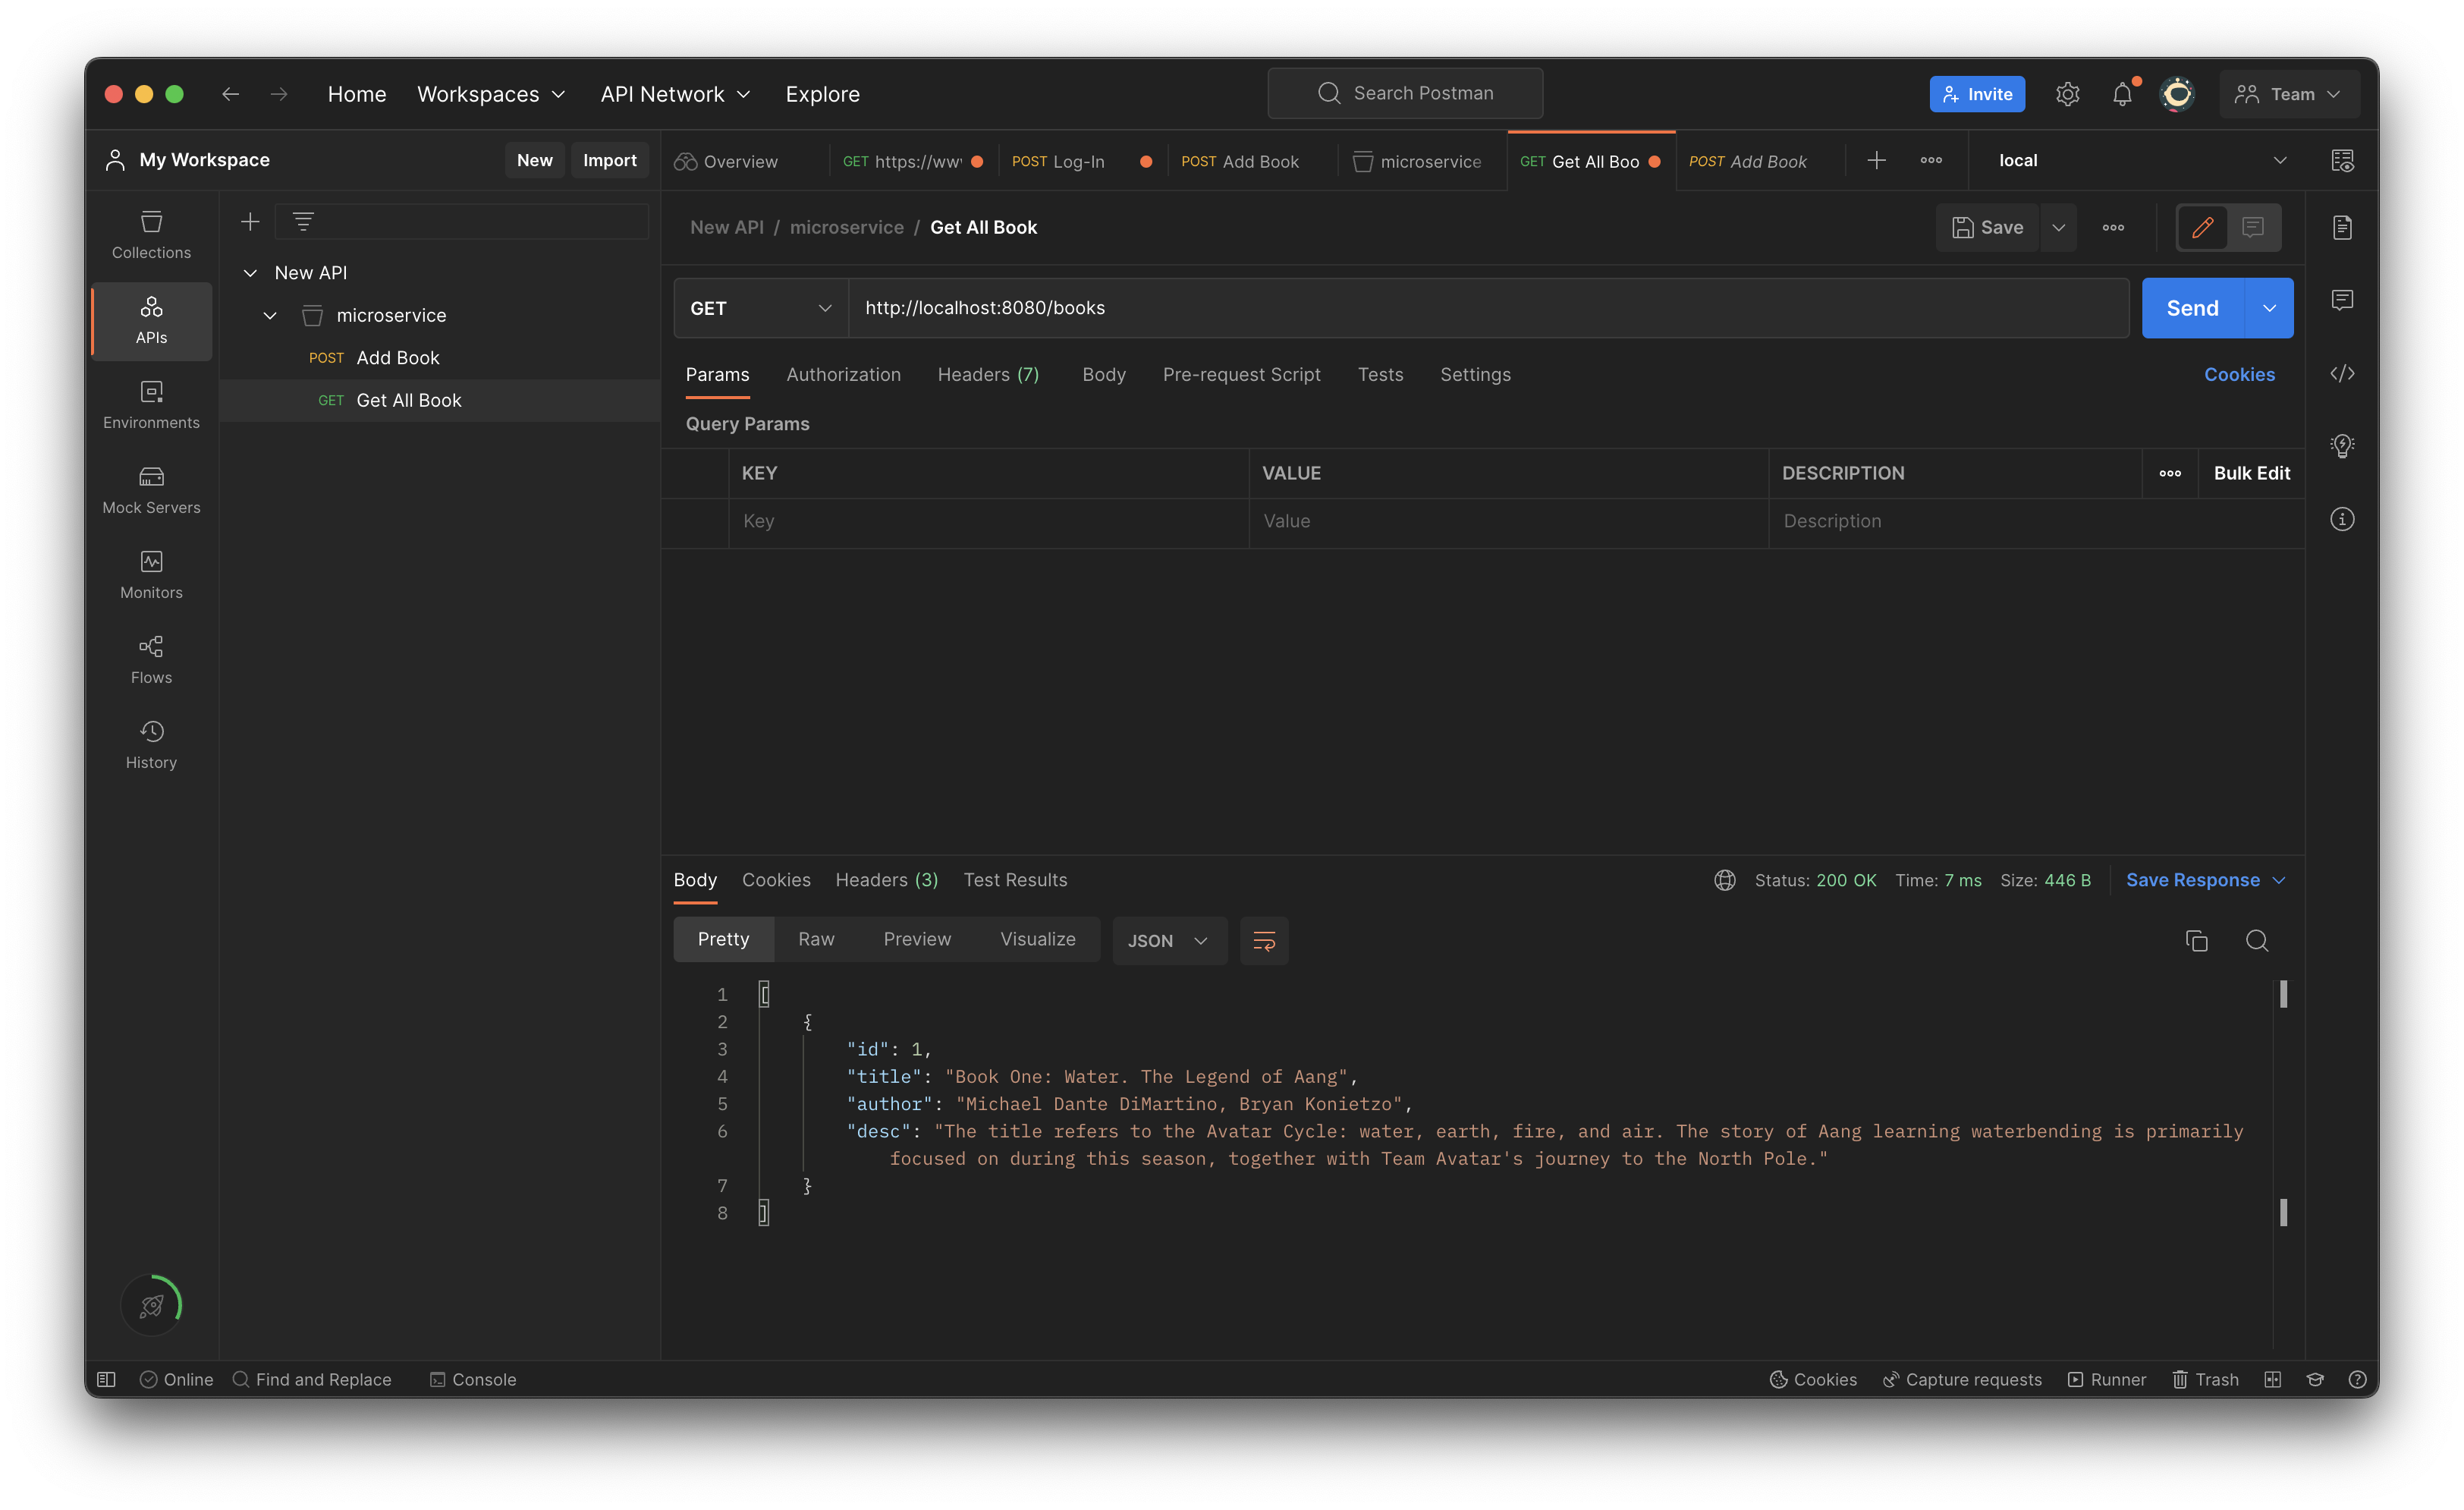 Home Workspaces API Network Explore Search Postman Invite Team
My Workspace New Import
Overview GET https://ww POST Log-In POST Add Book microservice GET Get All Boo POST Add Book local
Collections
APIs
Environments
Mock Servers
Monitors
Flows
History
New API
microservice
POST Add Book
GET Get All Book
New API / microservice / Get All Book Save
GET http://localhost:8080/books Send
Params Authorization Headers (7) Body Pre-request Script Tests Settings Cookies
Query Params
KEY VALUE DESCRIPTION Bulk Edit
Key Value Description
Body Cookies Headers (3) Test Results Status: 200 OK Time: 7 ms Size: 446 B Save Response
Pretty Raw Preview Visualize JSON
1 [
2 {
3 "id": 1,
4 "title": "Book One: Water. The Legend of Aang",
5 "author": "Michael Dante DiMartino, Bryan Konietzo",
6 "desc": "The title refers to the Avatar Cycle: water, earth, fire, and air. The story of Aang learning waterbending is primarily
focused on during this season, together with Team Avatar's journey to the North Pole."
7 }
8 ]
Online Find and Replace Console Cookies Capture requests Runner Trash